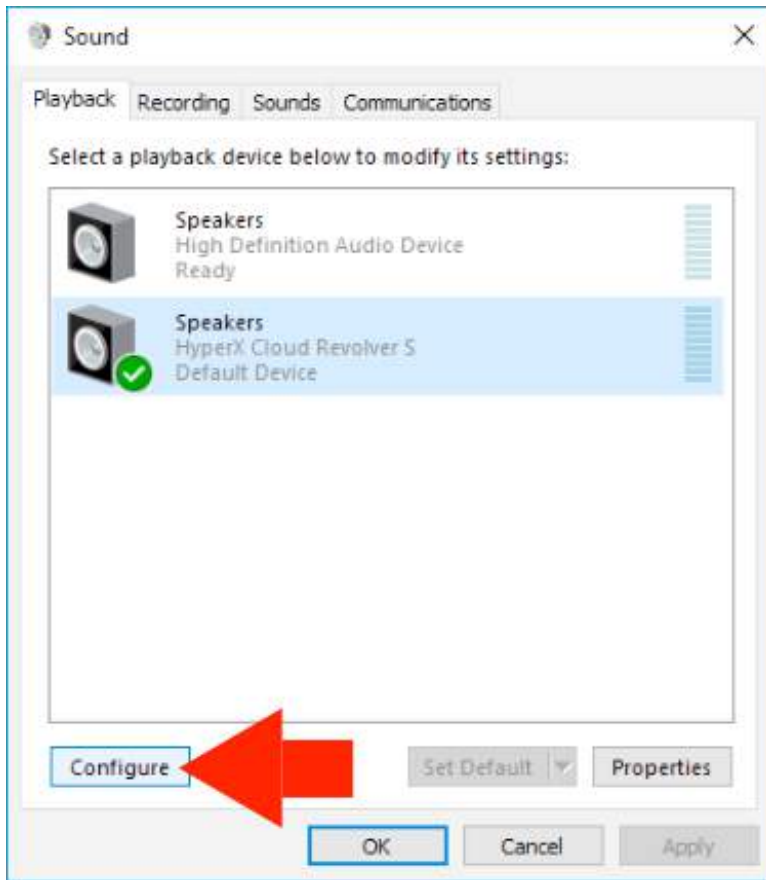 Sound
Playback Recording Sounds Communications
Select a playback device below to modify its settings:
Speakers
High Definition Audio Device
Ready
Speakers
HyperX Cloud Revolver S
Default Device
Configure Set Default Properties
OK Cancel Apply